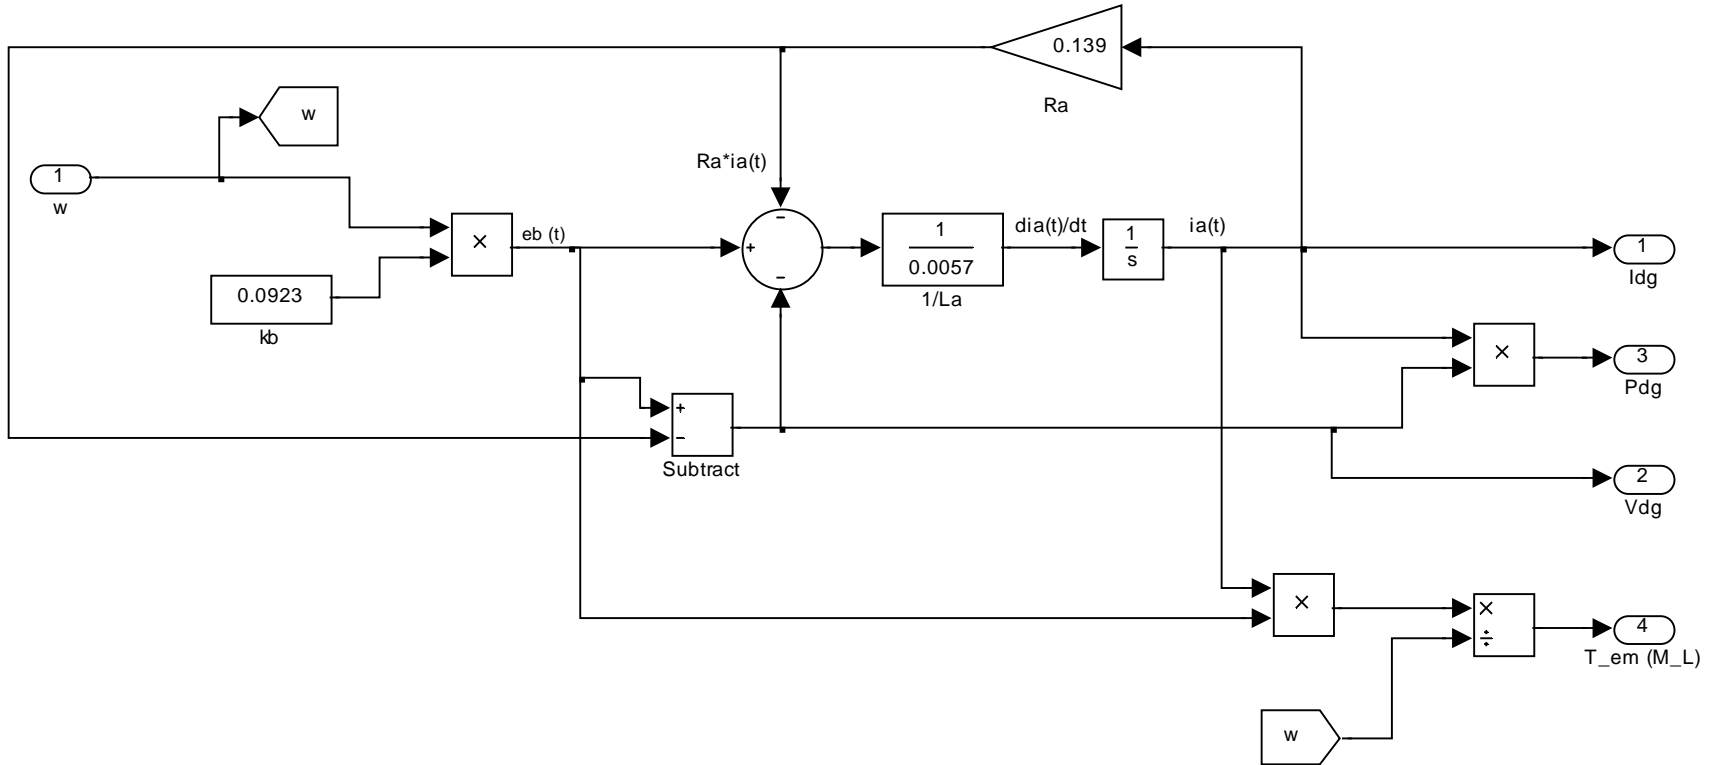 0.139
Ra
w
Ra*ia(t)
1
w
×
eb (t)
−
+
−
1
0.0057
1/La
dia(t)/dt
1
s
ia(t)
1
Idg
0.0923
kb
×
3
Pdg
+
−
Subtract
2
Vdg
×
×
÷
4
T_em (M_L)
w